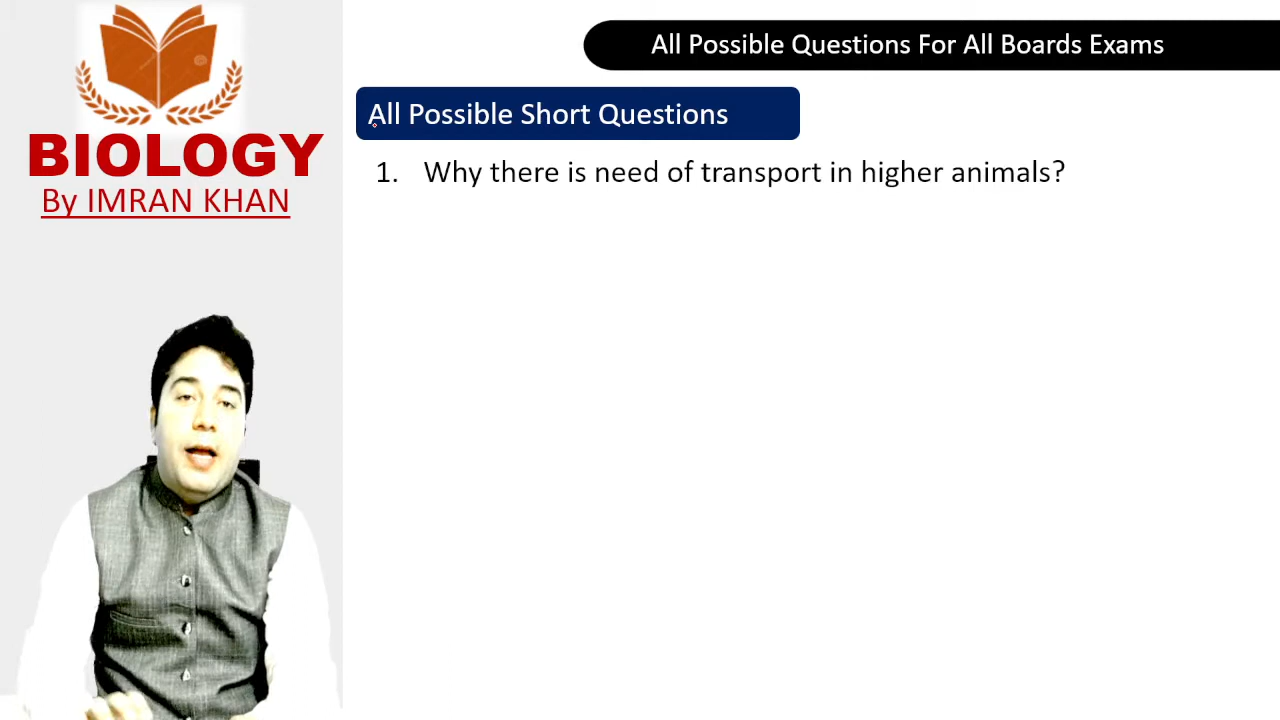 BIOLOGY
By IMRAN KHAN
All Possible Questions For All Boards Exams
All Possible Short Questions
1. Why there is need of transport in higher animals?